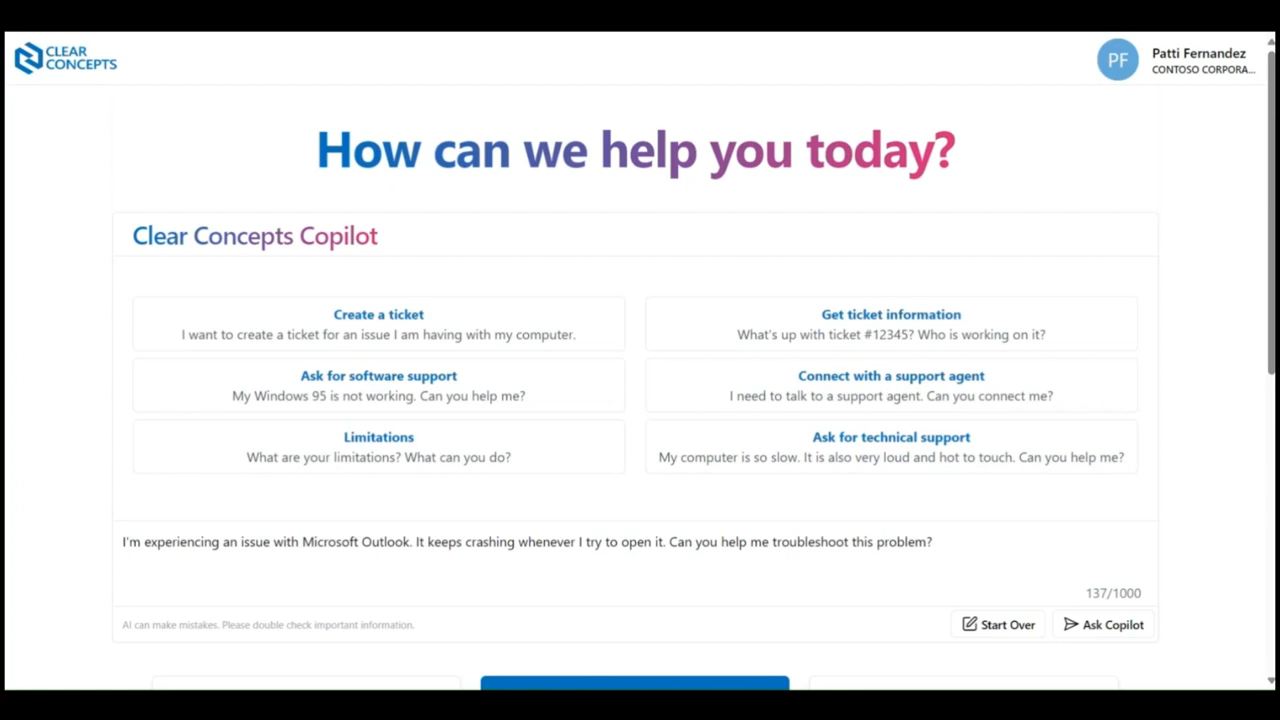 CLEAR
CONCEPTS
PF
Patti Fernandez
CONTOSO CORPORA...
How can we help you today?
Clear Concepts Copilot
Create a ticket
I want to create a ticket for an issue I am having with my computer.
Get ticket information
What's up with ticket #12345? Who is working on it?
Ask for software support
My Windows 95 is not working. Can you help me?
Connect with a support agent
I need to talk to a support agent. Can you connect me?
Limitations
What are your limitations? What can you do?
Ask for technical support
My computer is so slow. It is also very loud and hot to touch. Can you help me?
I'm experiencing an issue with Microsoft Outlook. It keeps crashing whenever I try to open it. Can you help me troubleshoot this problem?
137/1000
AI can make mistakes. Please double check important information.
Start Over
Ask Copilot